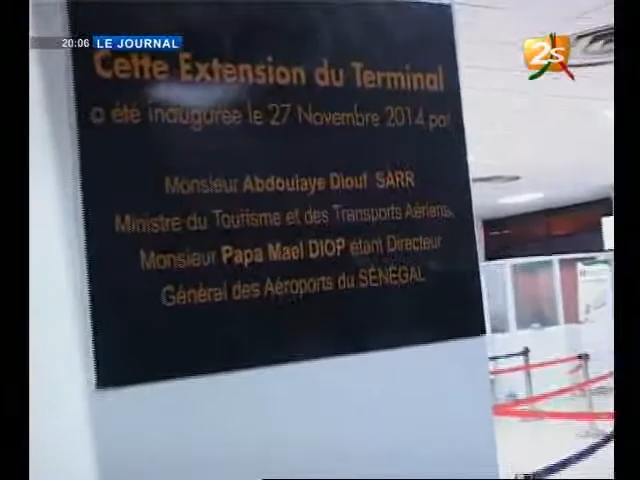 20:06 LE JOURNAL
2s
Cette Extension du Terminal
a été inaugurée le 27 Novembre 2014 par
Monsieur Abdoulaye Diouf SARR
Ministre du Tourisme et des Transports Aériens,
Monsieur Papa Mael DIOP étant Directeur
Général des Aéroports du SÉNÉGAL